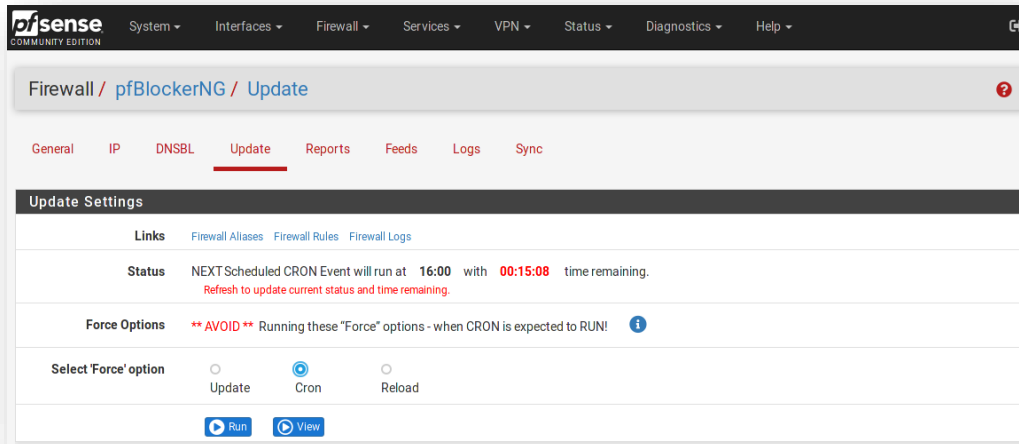 pfsense System Interfaces Firewall Services VPN Status Diagnostics Help
COMMUNITY EDITION
Firewall / pfBlockerNG / Update
General IP DNSBL Update Reports Feeds Logs Sync
Update Settings
Links Firewall Aliases Firewall Rules Firewall Logs
Status NEXT Scheduled CRON Event will run at 16:00 with 00:15:08 time remaining.
Refresh to update current status and time remaining.
Force Options ** AVOID ** Running these "Force" options - when CRON is expected to RUN!
Select 'Force' option
Update Cron Reload
Run View